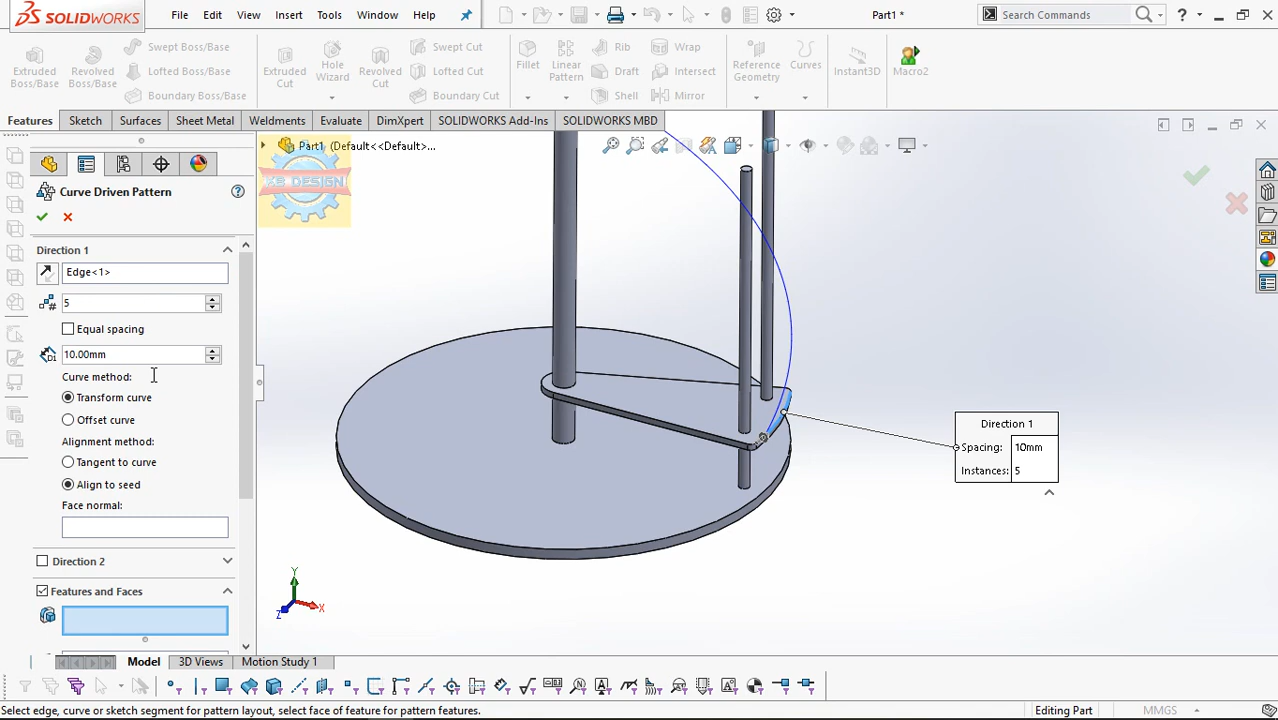 SOLIDWORKS
File Edit View Insert Tools Window Help
Part1 *
Search Commands
Extruded Boss/Base
Revolved Boss/Base
Swept Boss/Base
Lofted Boss/Base
Boundary Boss/Base
Extruded Cut
Hole Wizard
Revolved Cut
Swept Cut
Lofted Cut
Boundary Cut
Fillet
Linear Pattern
Rib
Draft
Shell
Wrap
Intersect
Mirror
Reference Geometry
Curves
Instant3D
Macro2
Features Sketch Surfaces Sheet Metal Weldments Evaluate DimXpert SOLIDWORKS Add-Ins SOLIDWORKS MBD
Part1 (Default<<Default>...
KB DESIGN
Curve Driven Pattern
Direction 1
Edge<1>
5
Equal spacing
10.00mm
Curve method:
Transform curve
Offset curve
Alignment method:
Tangent to curve
Align to seed
Face normal:
Direction 2
Features and Faces
Direction 1
Spacing: 10mm
Instances: 5
Y
X
Z
Model 3D Views Motion Study 1
Select edge, curve or sketch segment for pattern layout, select face of feature for pattern features.
Editing Part
MMGS